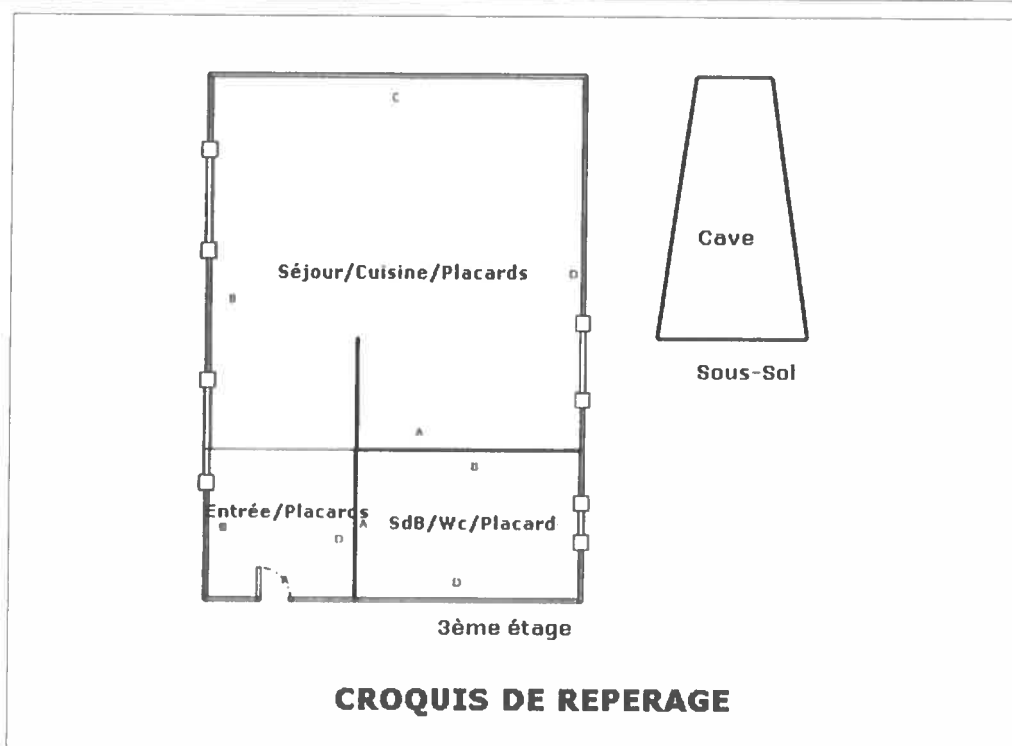 C
Cave
Séjour/Cuisine/Placards
D
B
Sous-Sol
A
B
Entrée/Placards
SdB/Wc/Placard
B
A
D
D
3ème étage
CROQUIS DE REPERAGE